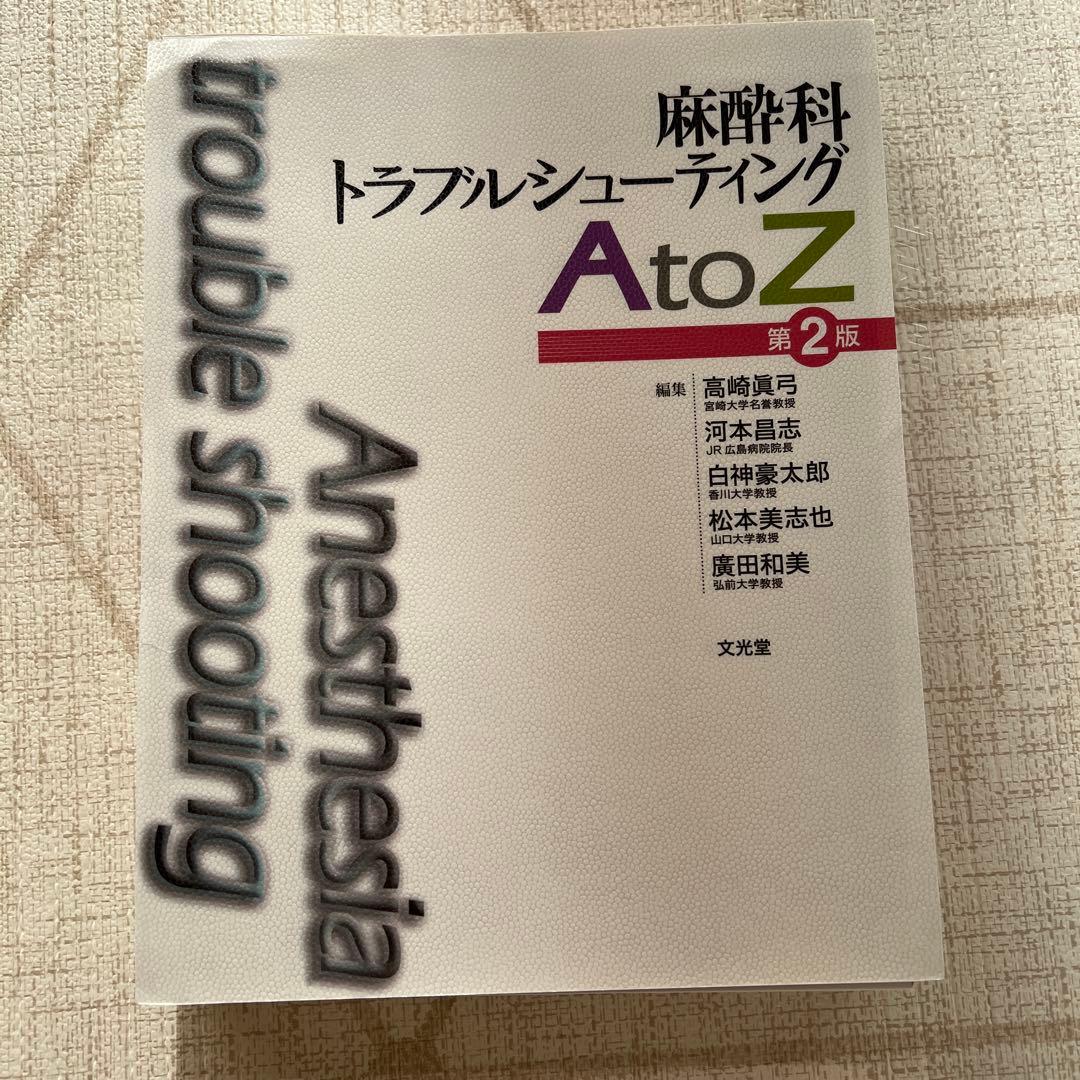 麻酔科
トラブルシューティング
AtoZ
第2版
編集
高崎眞弓
宮崎大学名誉教授
河本昌志
JR広島病院院長
白神豪太郎
香川大学教授
松本美志也
山口大学教授
廣田和美
弘前大学教授
文光堂
Anesthesia
trouble shooting